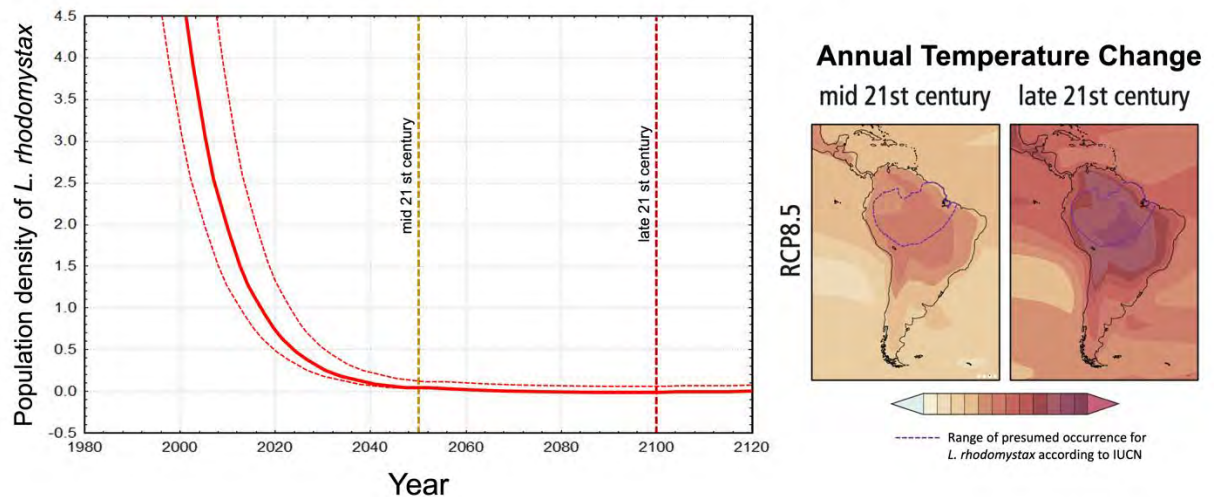 Population density of L. rhodomystax
4.5
4.0
3.5
3.0
2.5
2.0
1.5
1.0
0.5
0.0
-0.5
1980 2000 2020 2040 2060 2080 2100 2120
Year
mid 21 st century
late 21 st century
Annual Temperature Change
mid 21st century late 21st century
RCP8.5
Range of presumed occurrence for
L. rhodomystax according to IUCN